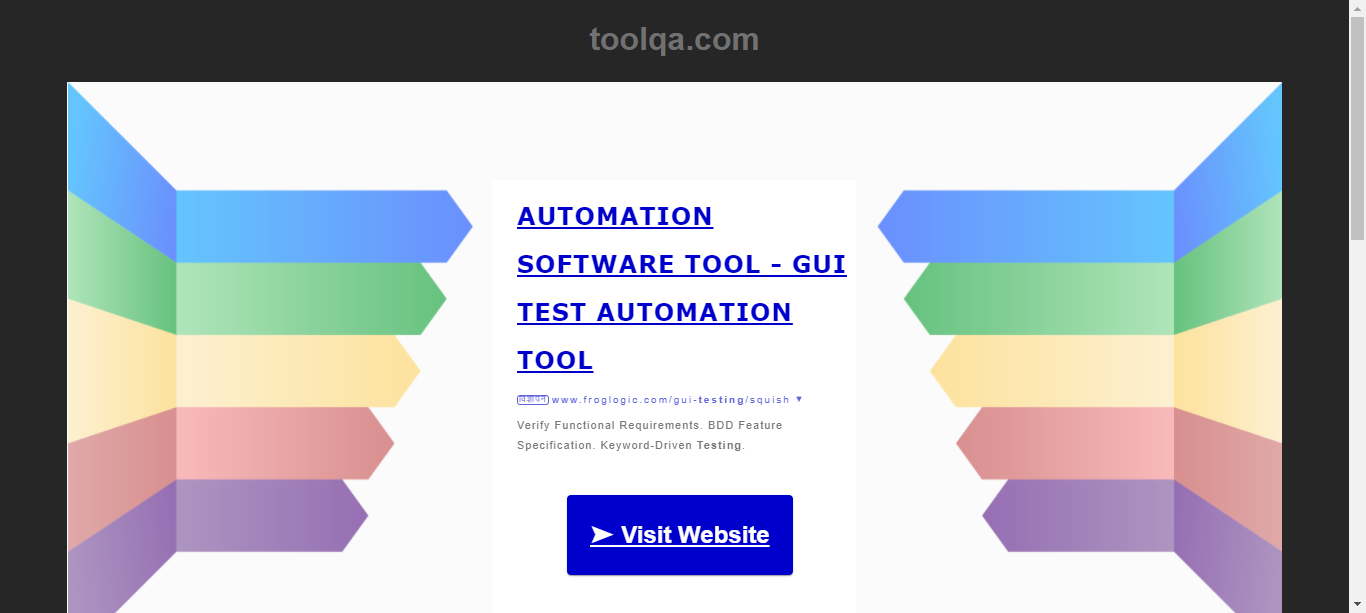 toolqa.com
AUTOMATION
SOFTWARE TOOL - GUI
TEST AUTOMATION
TOOL
विज्ञापन www.froglogic.com/gui-testing/squish ▼
Verify Functional Requirements. BDD Feature
Specification. Keyword-Driven Testing.
➤ Visit Website